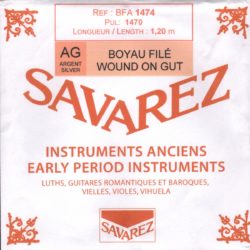 REF : BFA 1474
PUL: 1470
LONGUEUR / LENGTH : 1,20 m
AG
ARGENT
SILVER
BOYAU FILÉ
WOUND ON GUT
SAVAREZ
INSTRUMENTS ANCIENS
EARLY PERIOD INSTRUMENTS
LUTHS, GUITARES ROMANTIQUES ET BAROQUES,
VIELLES, VIOLES, VIHUELA
SAVAREZ